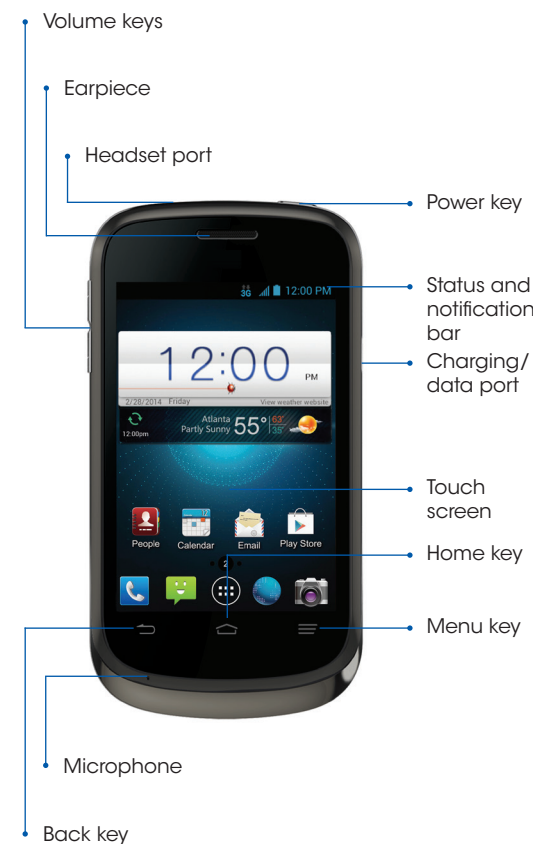 Volume keys
Earpiece
Headset port
Power key
3G 12:00 PM
Status and
notification
bar
12:00 PM
Charging/
data port
2/28/2014 Friday View weather website
12:00pm
Atlanta
Partly Sunny
55°
63°
35°
Touch
screen
12
People Calendar Email Play Store
Home key
2
Menu key
Microphone
Back key